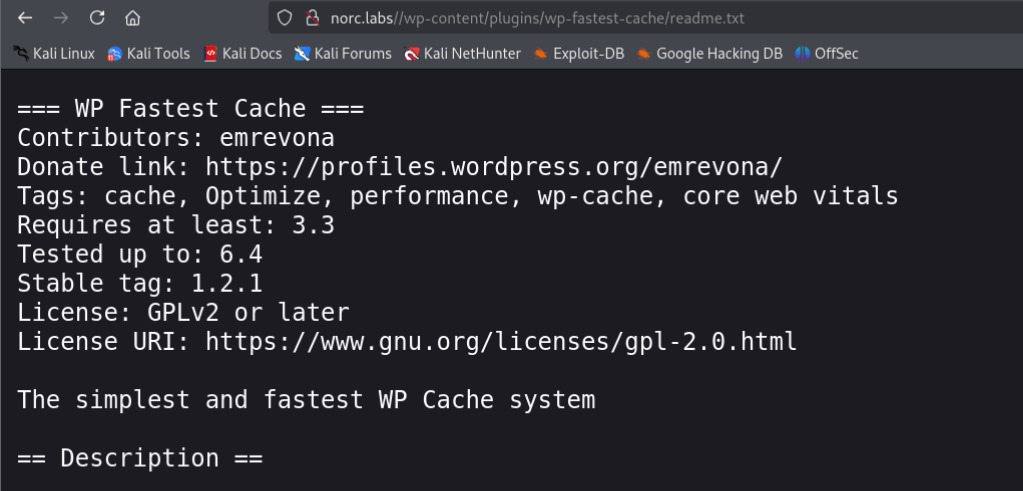 norc.labs//wp-content/plugins/wp-fastest-cache/readme.txt
Kali Linux Kali Tools Kali Docs Kali Forums Kali NetHunter Exploit-DB Google Hacking DB OffSec
=== WP Fastest Cache ===
Contributors: emrevona
Donate link: https://profiles.wordpress.org/emrevona/
Tags: cache, Optimize, performance, wp-cache, core web vitals
Requires at least: 3.3
Tested up to: 6.4
Stable tag: 1.2.1
License: GPLv2 or later
License URI: https://www.gnu.org/licenses/gpl-2.0.html
The simplest and fastest WP Cache system
== Description ==